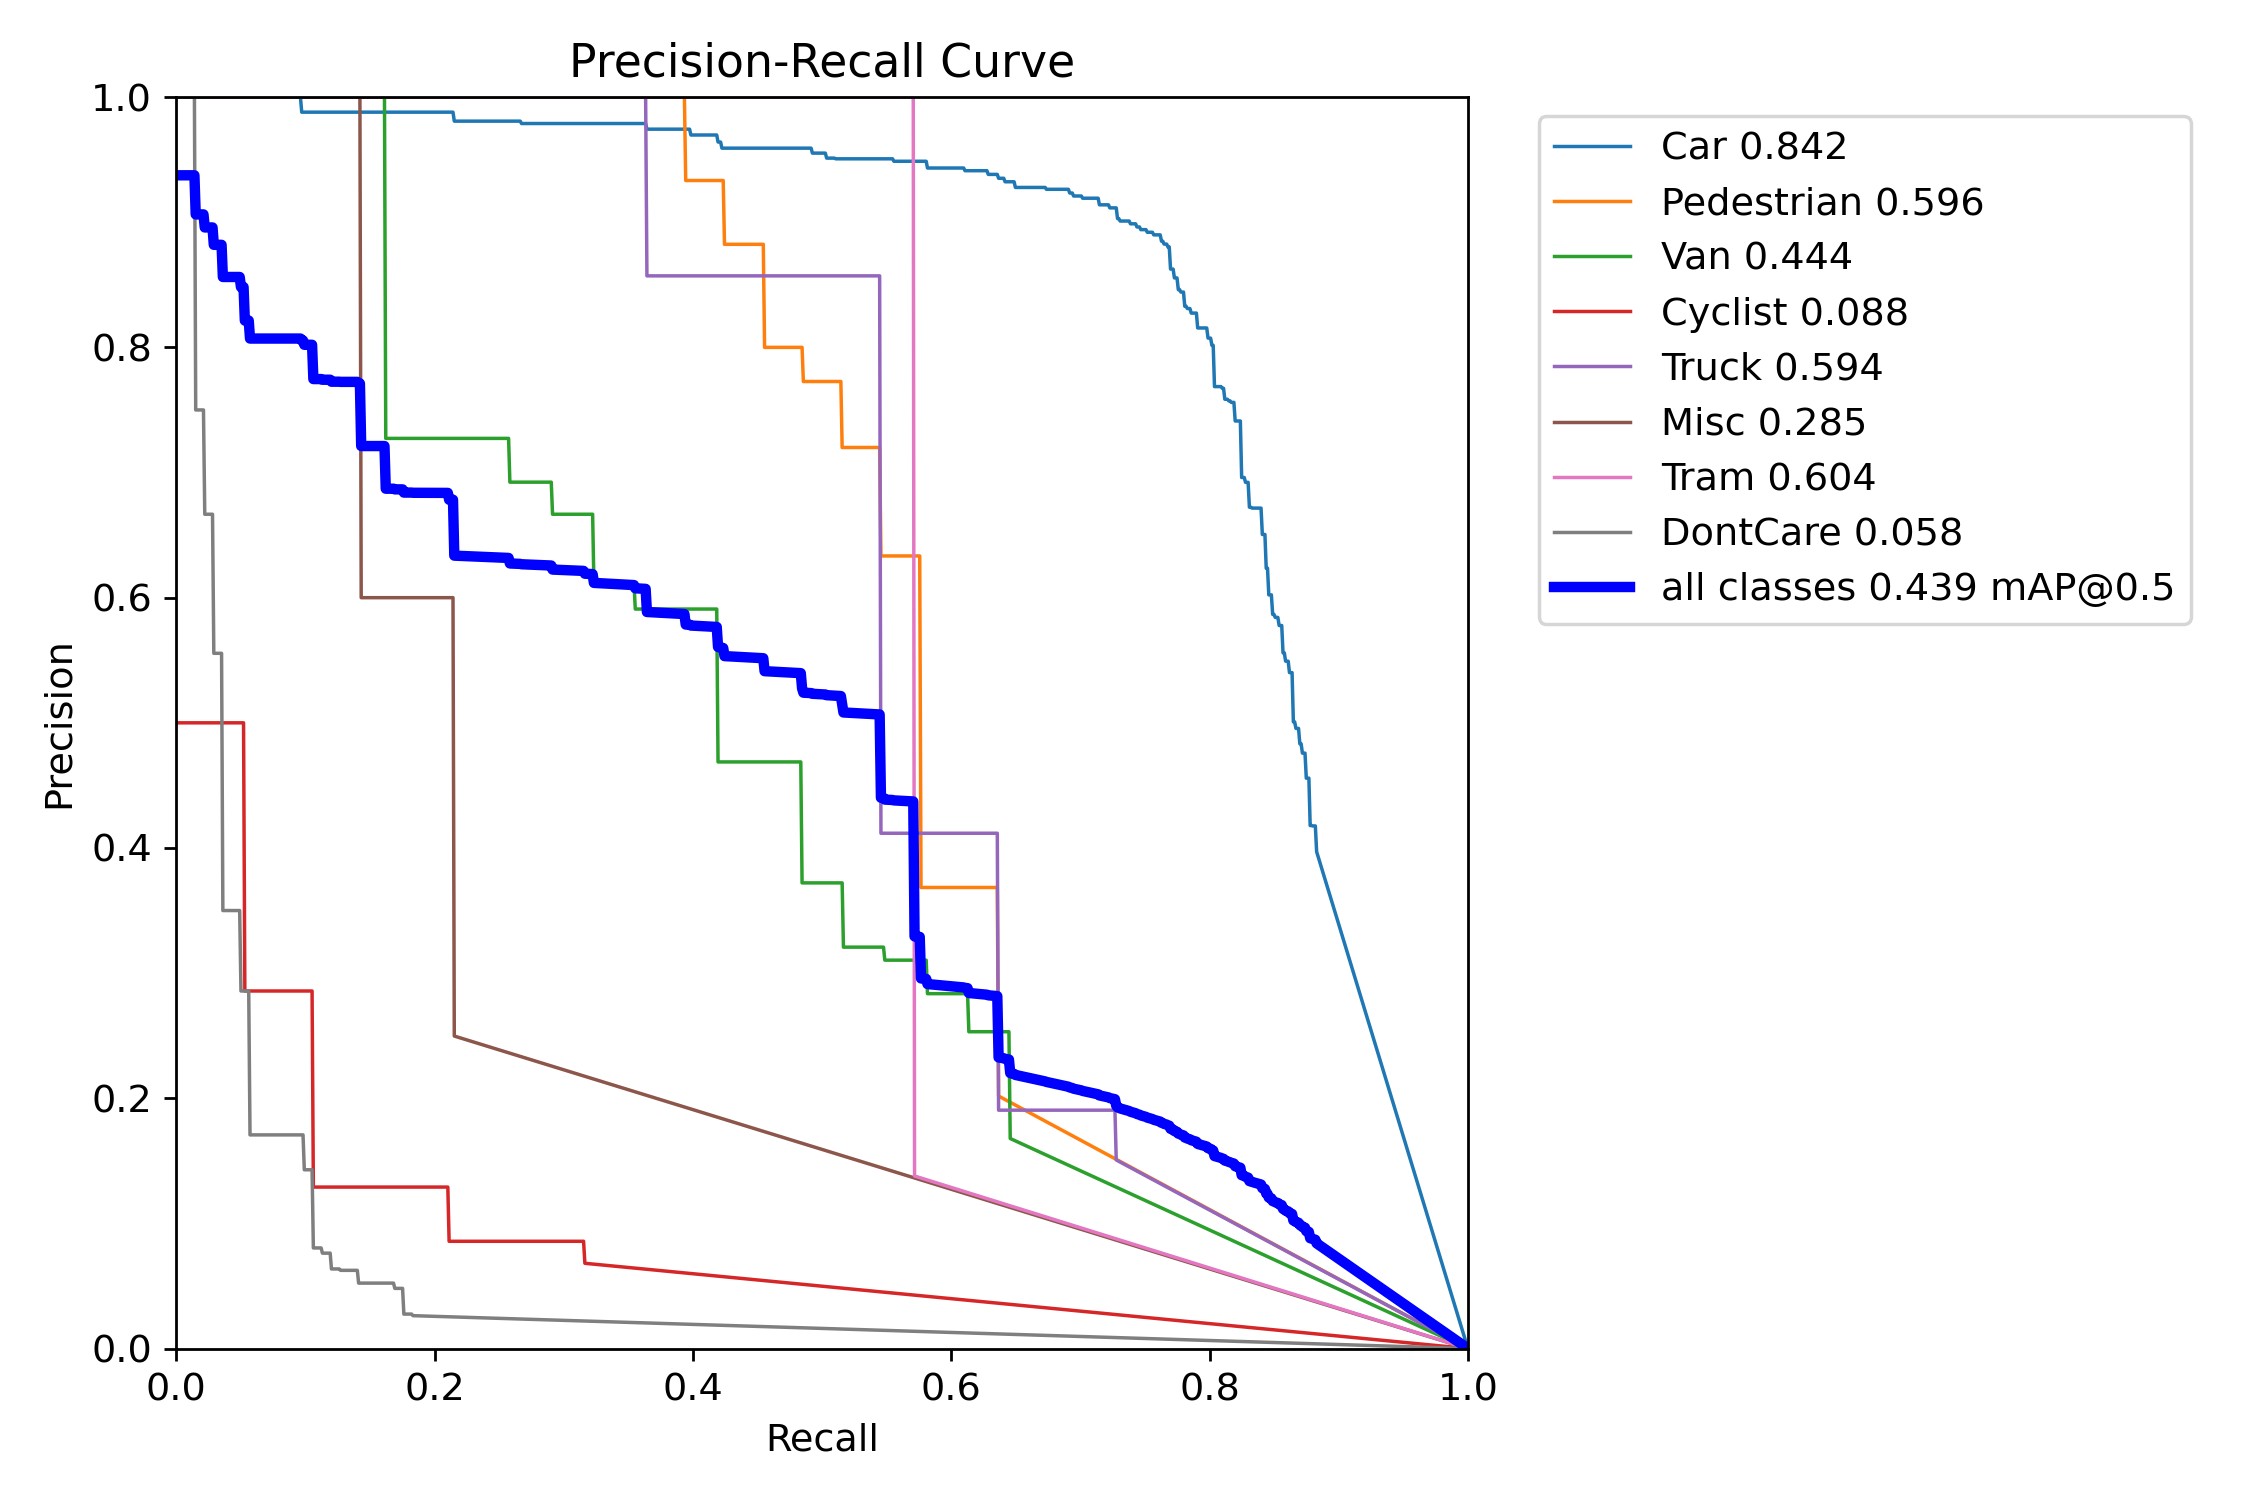 Precision-Recall Curve
1.0
0.8
0.6
0.4
0.2
0.0
Precision
0.0 0.2 0.4 0.6 0.8 1.0
Recall
Car 0.842
Pedestrian 0.596
Van 0.444
Cyclist 0.088
Truck 0.594
Misc 0.285
Tram 0.604
DontCare 0.058
all classes 0.439 mAP@0.5